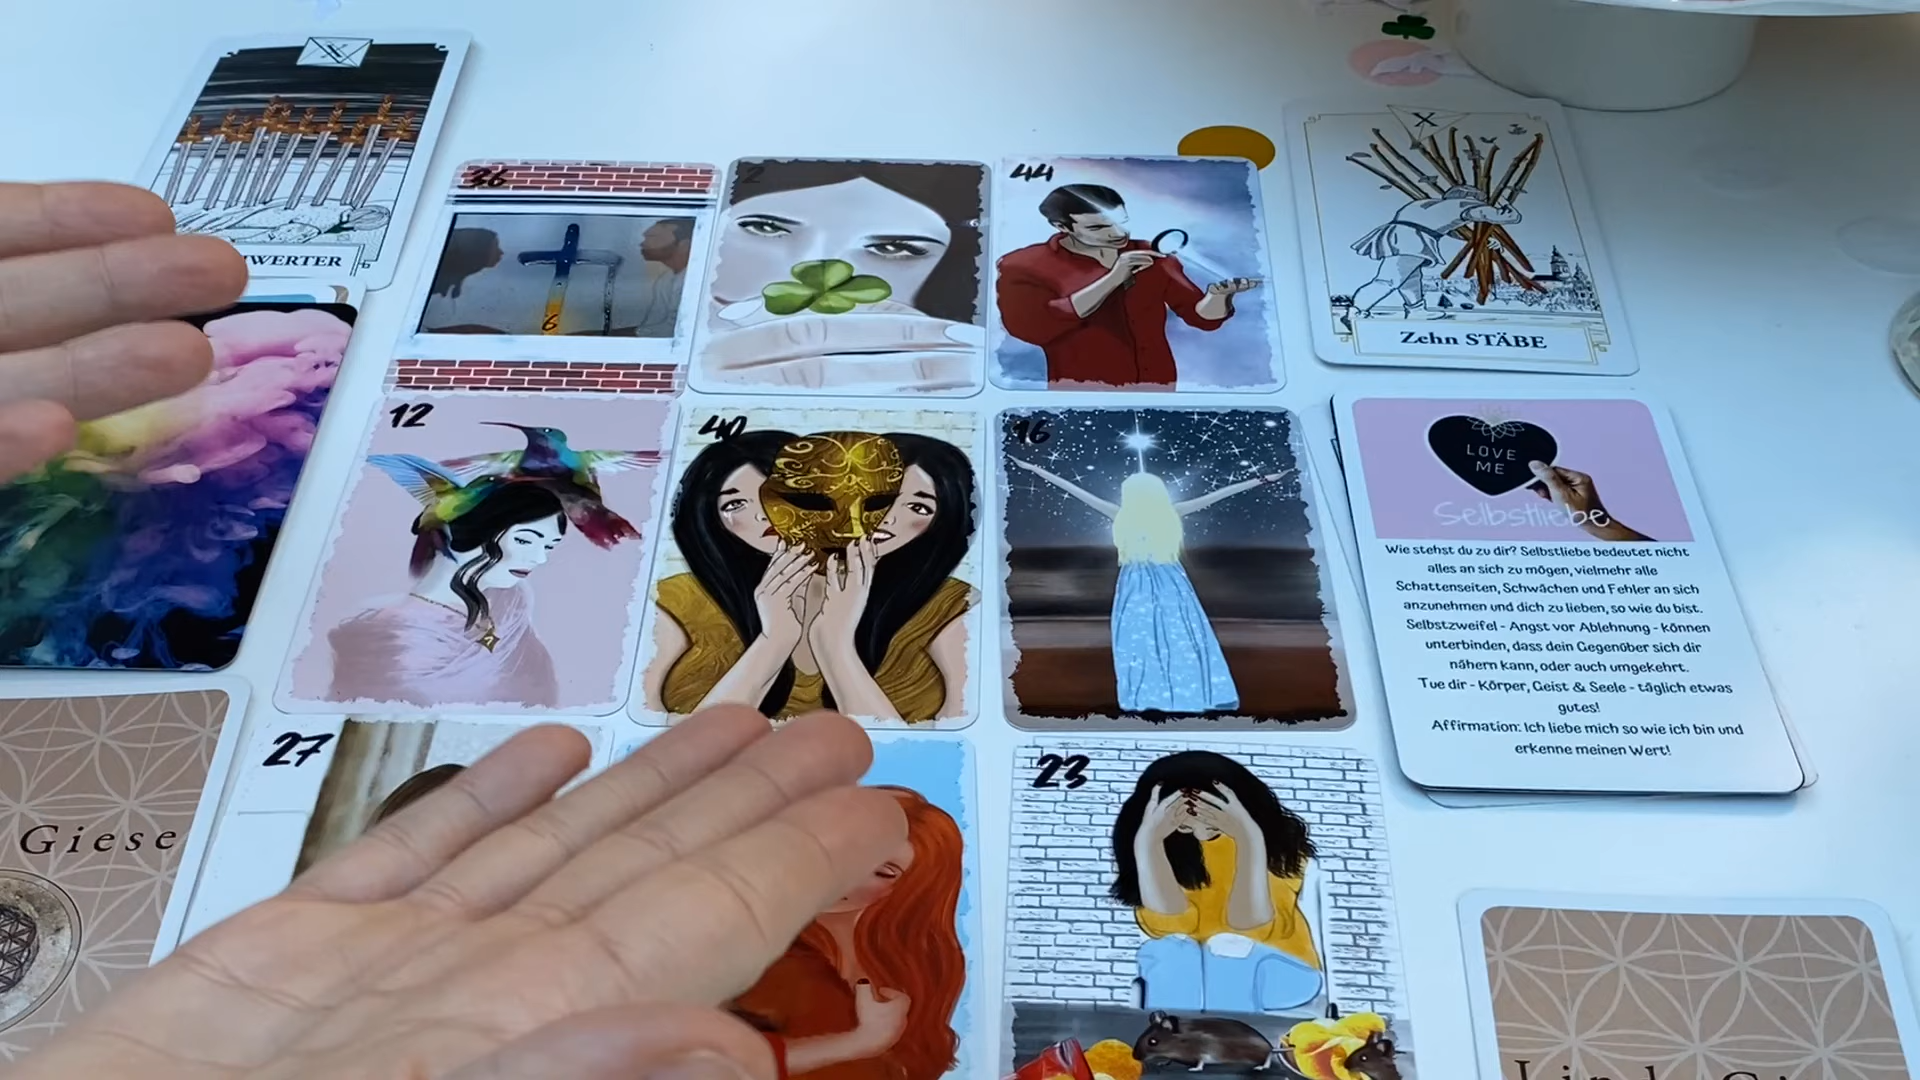 X
WERTER
36
6
2
44
X
Zehn STÄBE
12
40
16
LOVE
ME
Selbstliebe
Wie stehst du zu dir? Selbstliebe bedeutet nicht
alles an sich zu mögen, vielmehr alle
Schattenseiten, Schwächen und Fehler an sich
anzunehmen und dich zu lieben, so wie du bist.
Selbstzweifel - Angst vor Ablehnung - können
unterbinden, dass dein Gegenüber sich dir
nähern kann, oder auch umgekehrt.
Tue dir - Körper, Geist & Seele - täglich etwas
gutes!
Affirmation: Ich liebe mich so wie ich bin und
erkenne meinen Wert!
27
23
Giese